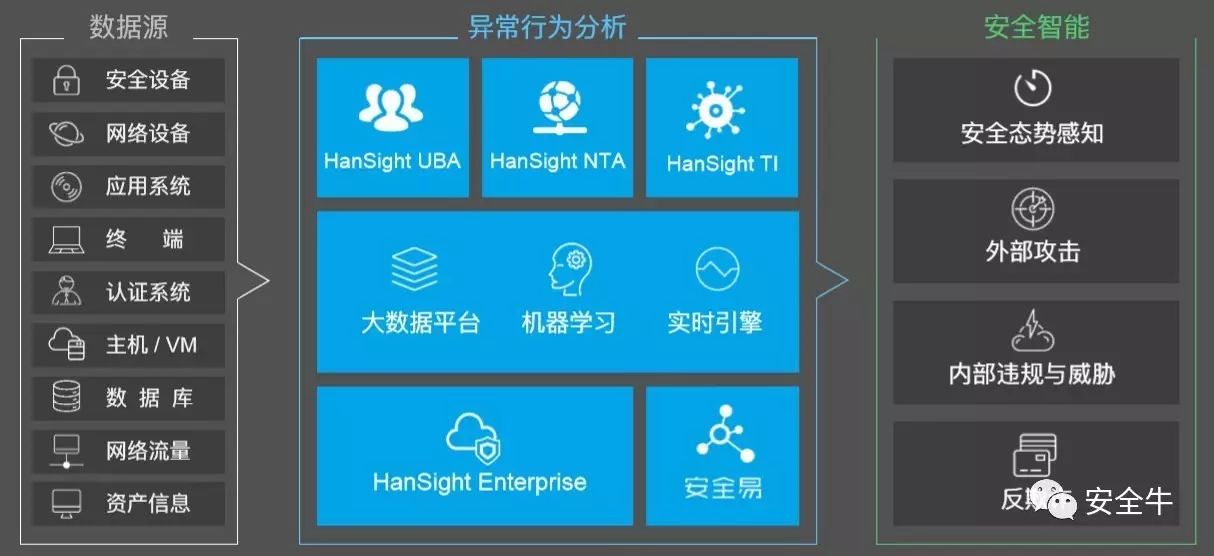 数据源
安全设备
网络设备
应用系统
终 端
认证系统
主机 / VM
数 据 库
网络流量
资产信息
异常行为分析
HanSight UBA
HanSight NTA
HanSight TI
大数据平台
机器学习
实时引擎
HanSight Enterprise
安全易
安全智能
安全态势感知
外部攻击
内部违规与威胁
反欺
安全牛